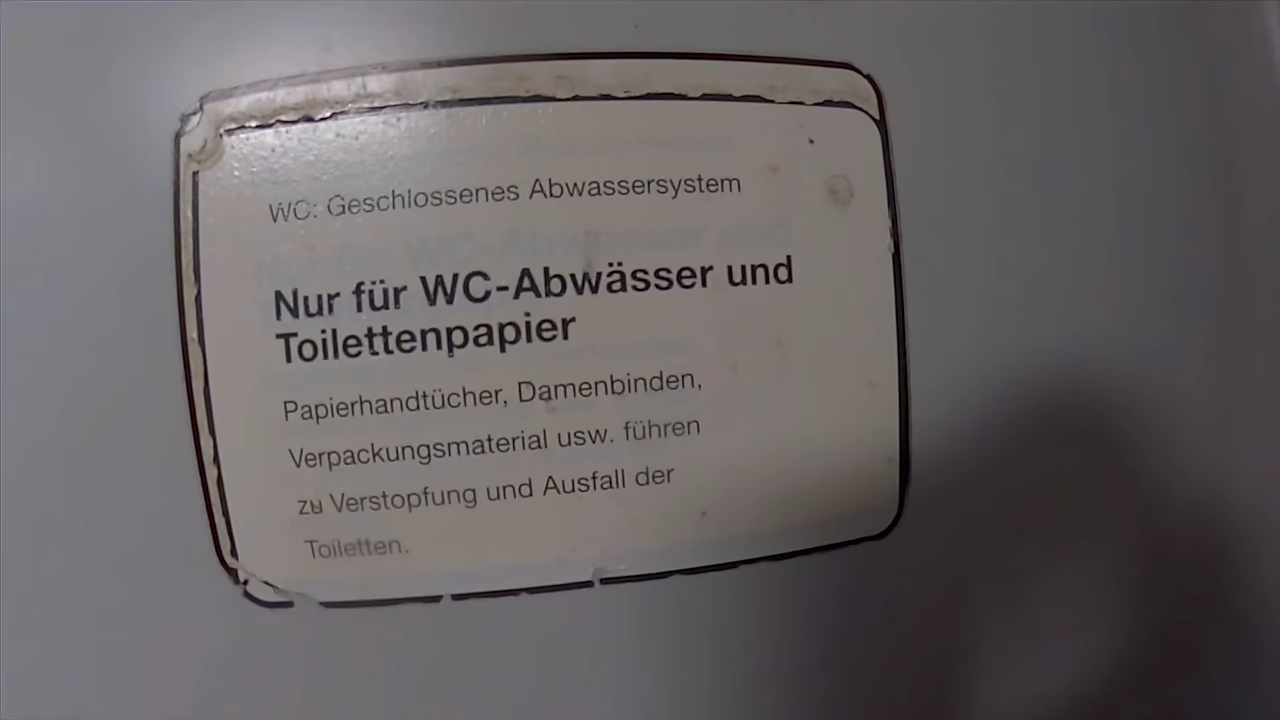 WC: Geschlossenes Abwassersystem
Nur für WC-Abwässer und
Toilettenpapier
Papierhandtücher, Damenbinden,
Verpackungsmaterial usw. führen
zu Verstopfung und Ausfall der
Toiletten.